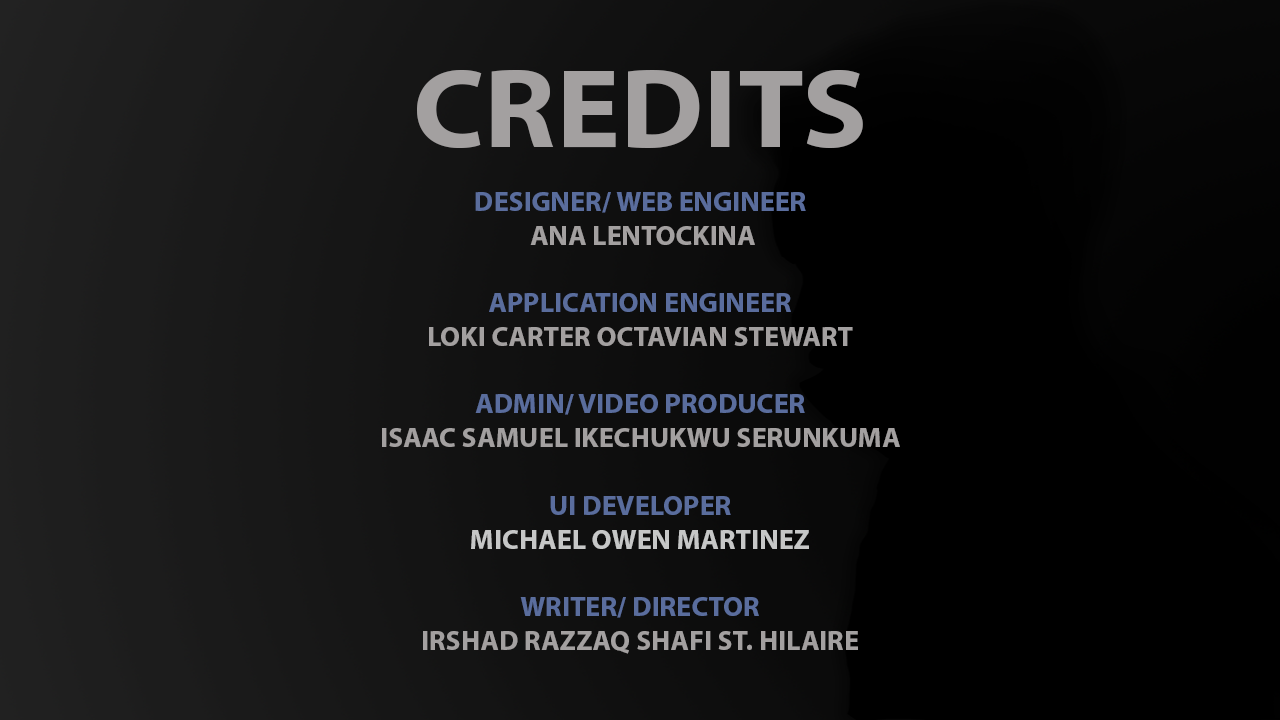 CREDITS
DESIGNER/ WEB ENGINEER
ANA LENTOCKINA
APPLICATION ENGINEER
LOKI CARTER OCTAVIAN STEWART
ADMIN/ VIDEO PRODUCER
ISAAC SAMUEL IKECHUKWU SERUNKUMA
UI DEVELOPER
MICHAEL OWEN MARTINEZ
WRITER/ DIRECTOR
IRSHAD RAZZAQ SHAFI ST. HILAIRE